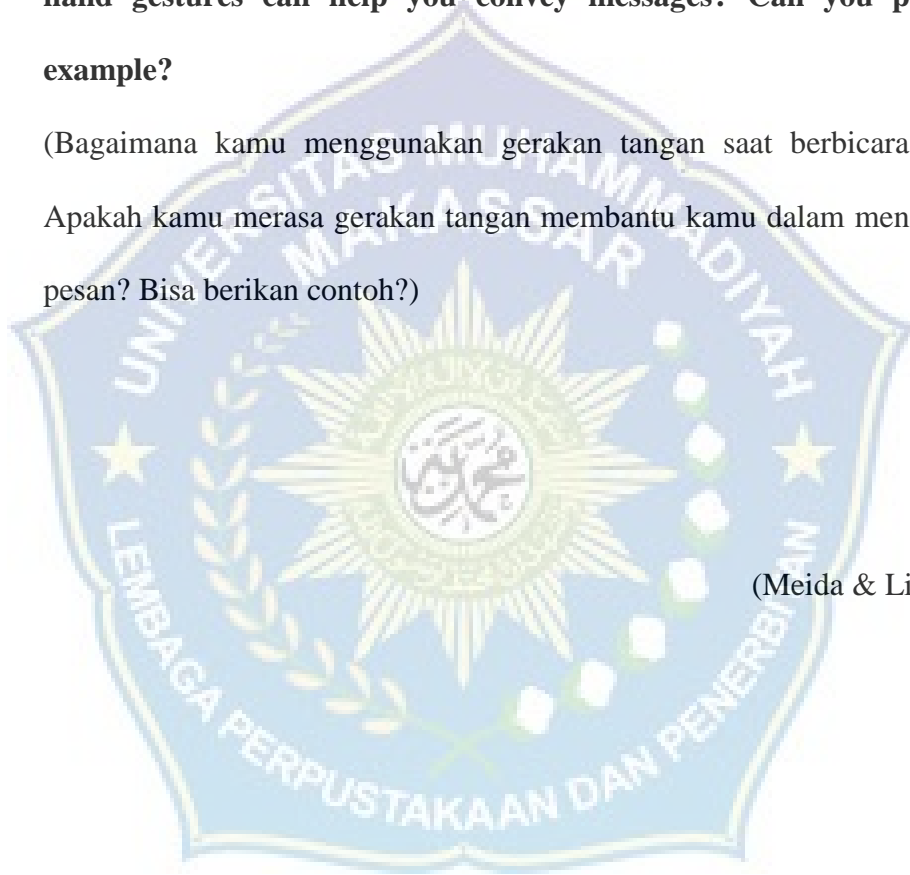 hand gestures can help you convey messages? Can you p
example?
(Bagaimana kamu menggunakan gerakan tangan saat berbicara
Apakah kamu merasa gerakan tangan membantu kamu dalam men
pesan? Bisa berikan contoh?)
UNIVERSITAS MUHAMMADIYAH
MAKASSAR
محمدية
(Meida & Li
LEMBAGA PERPUSTAKAAN DAN PENERBITAN